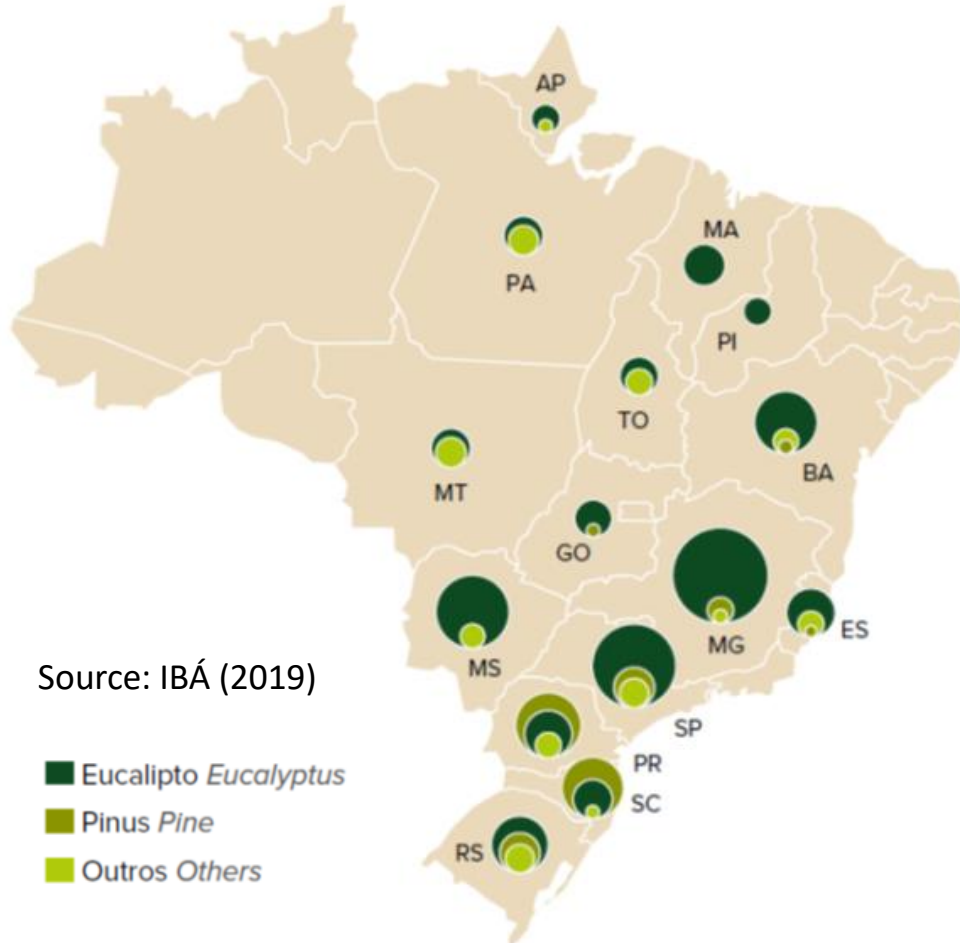 AP
MA
PA
PI
TO
BA
MT
GO
ES
MG
MS
Source: IBÁ (2019)
SP
PR
Eucalipto Eucalyptus
SC
Pinus Pine
RS
Outros Others